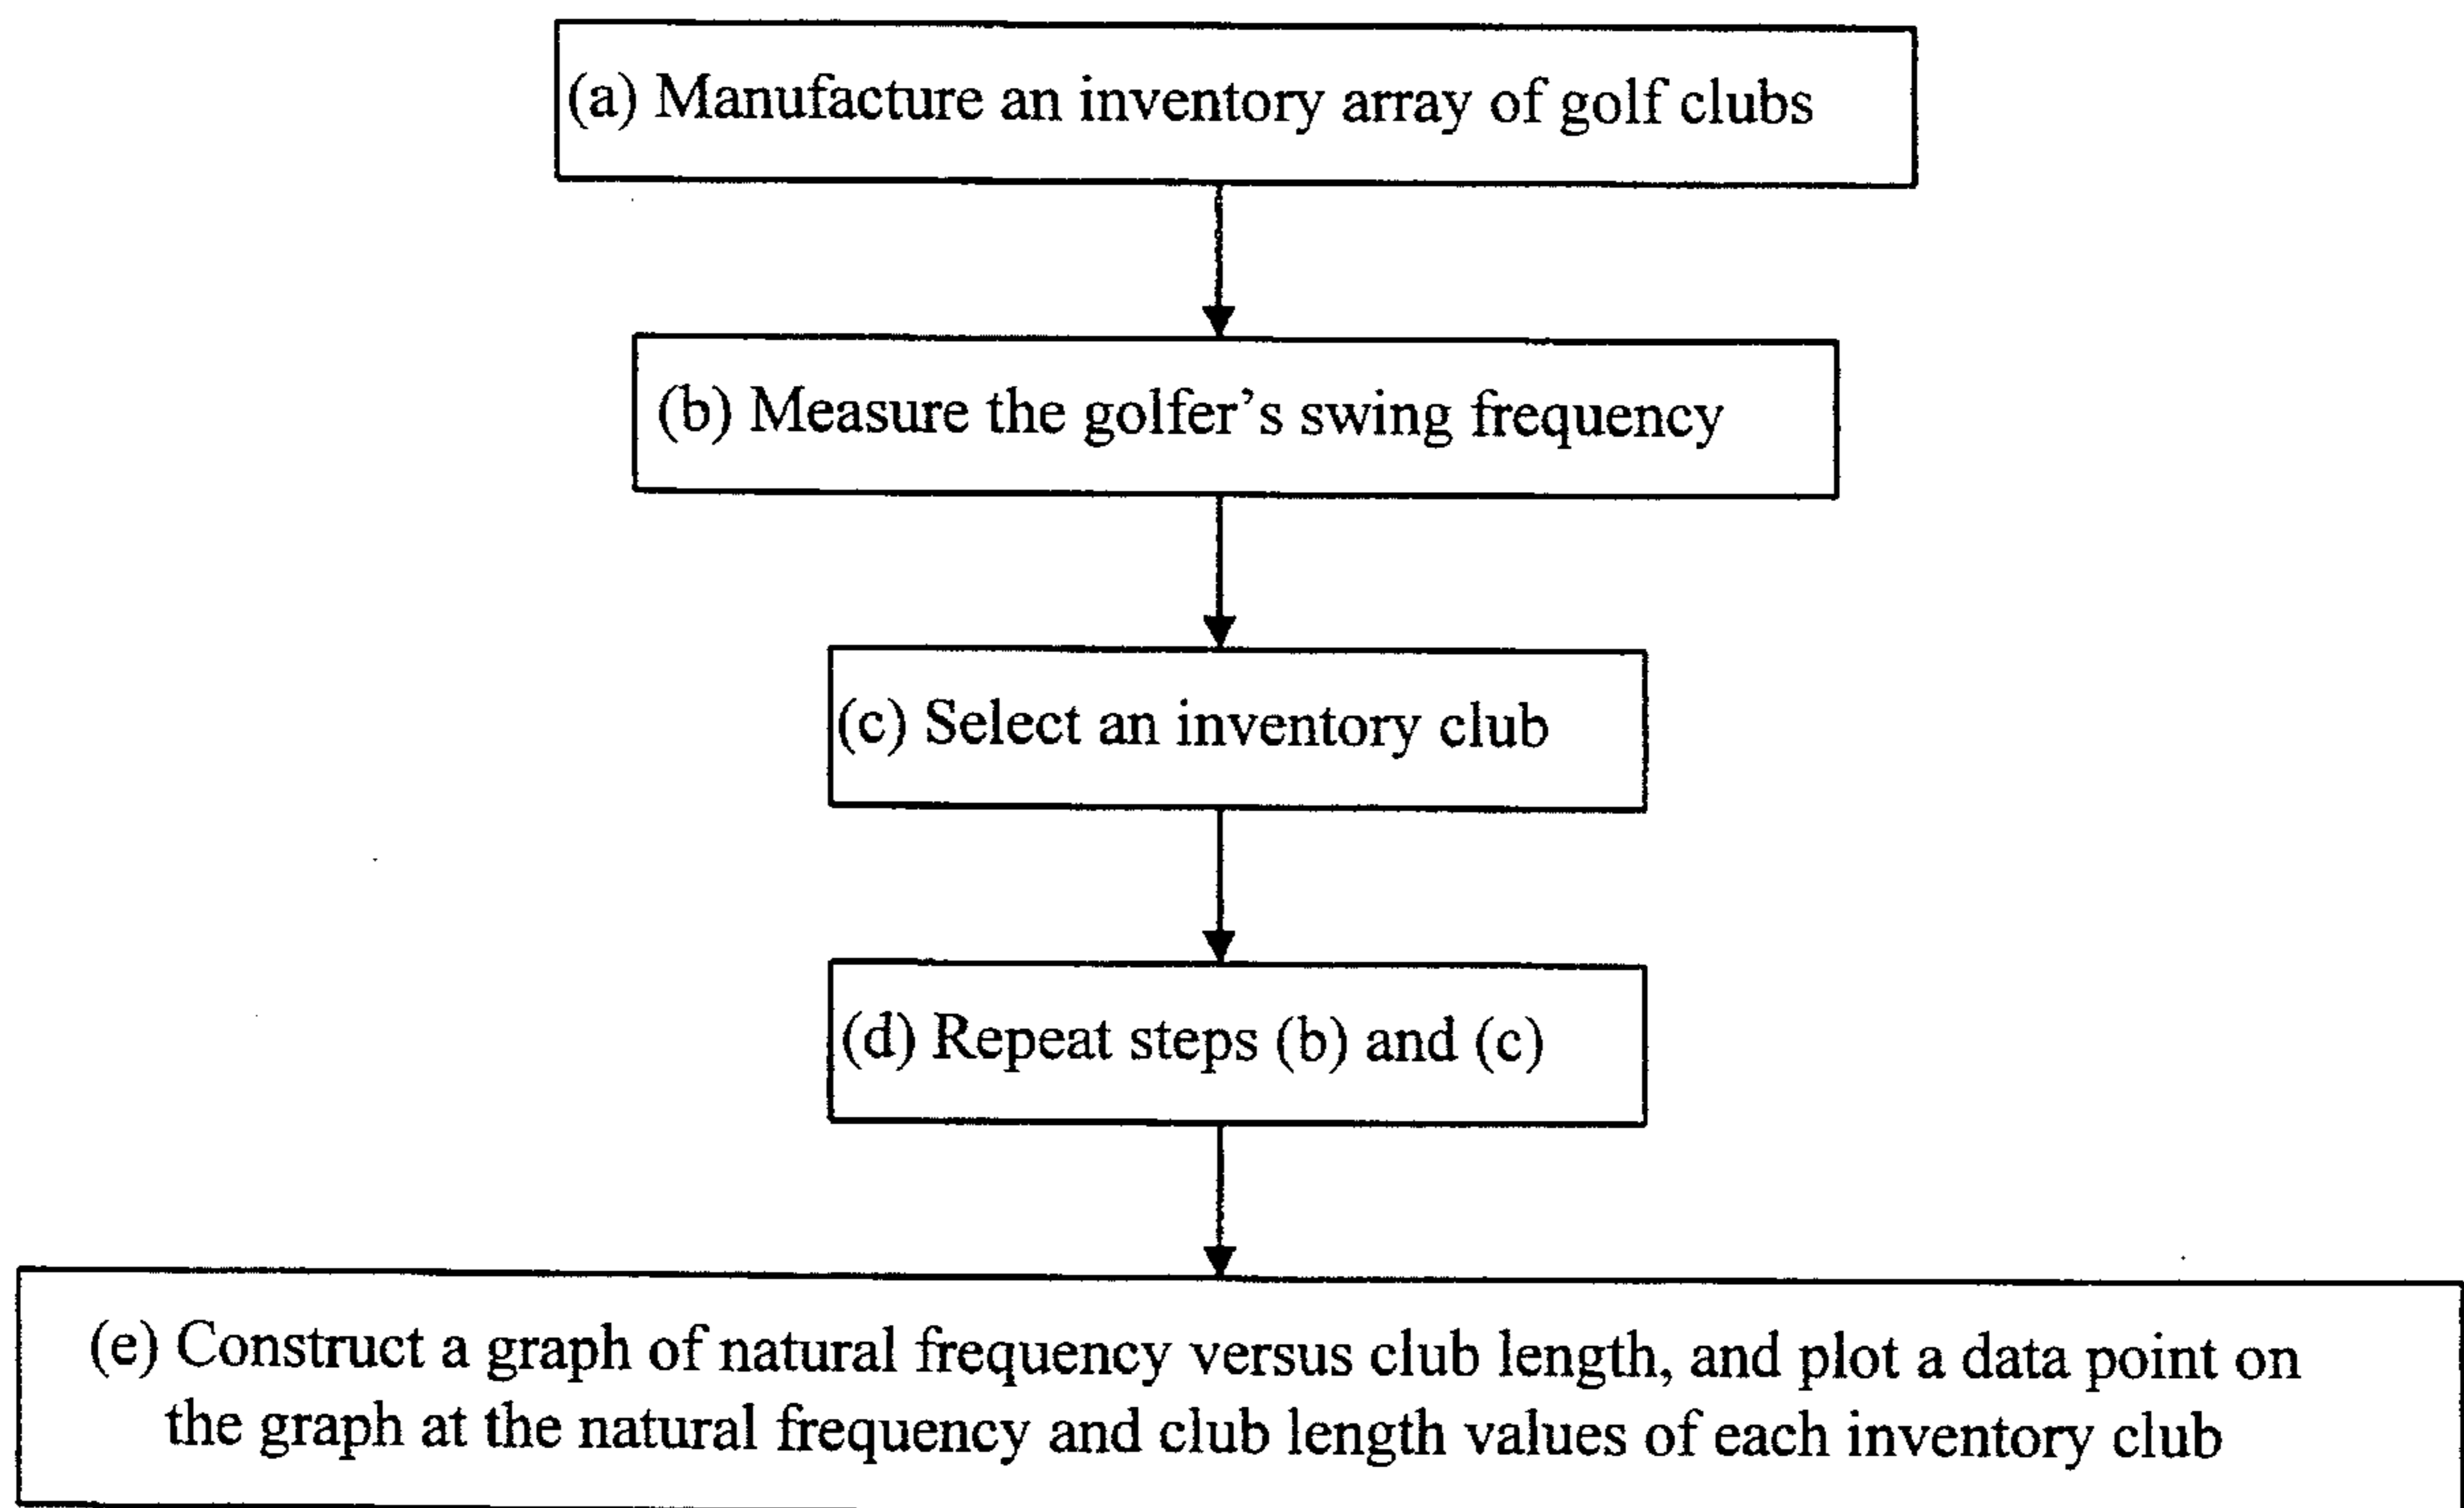 (a) Manufacture an inventory array of golf clubs
(b) Measure the golfer’s swing frequency
(c) Select an inventory club
(d) Repeat steps (b) and (c)
(e) Construct a graph of natural frequency versus club length, and plot a data point on
the graph at the natural frequency and club length values of each inventory club